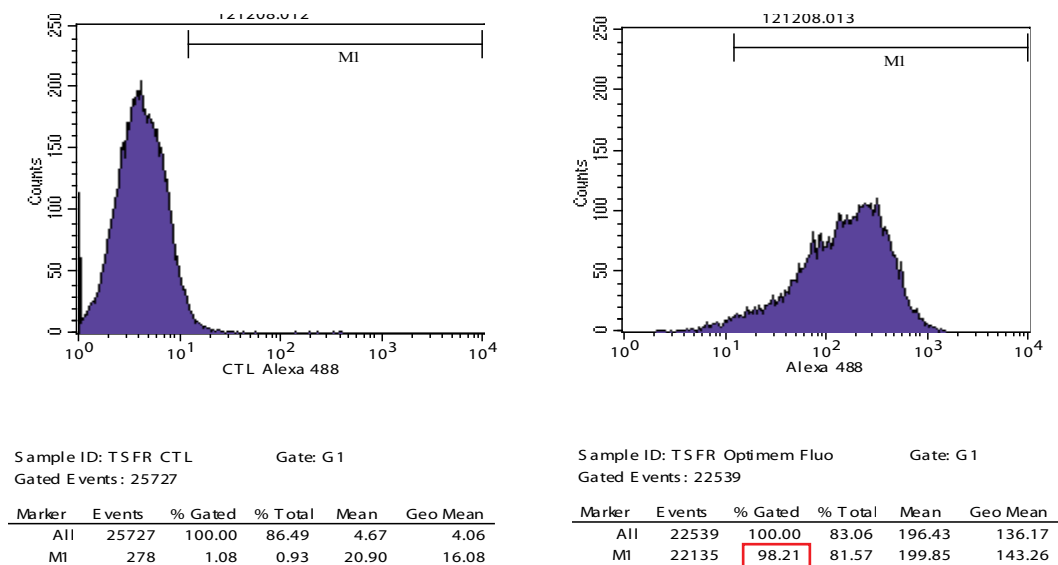 121208.012
M1
250
200
150
100
50
0
Counts
10^0 10^1 10^2 10^3 10^4
CTL Alexa 488
Sample ID: TSFR CTL Gate: G1
Gated Events: 25727
Marker Events % Gated % Total Mean Geo Mean
All 25727 100.00 86.49 4.67 4.06
M1 278 1.08 0.93 20.90 16.08
121208.013
M1
250
200
150
100
50
0
Counts
10^0 10^1 10^2 10^3 10^4
Alexa 488
Sample ID: TSFR Optimem Fluo Gate: G1
Gated Events: 22539
Marker Events % Gated % Total Mean Geo Mean
All 22539 100.00 83.06 196.43 136.17
M1 22135 98.21 81.57 199.85 143.26